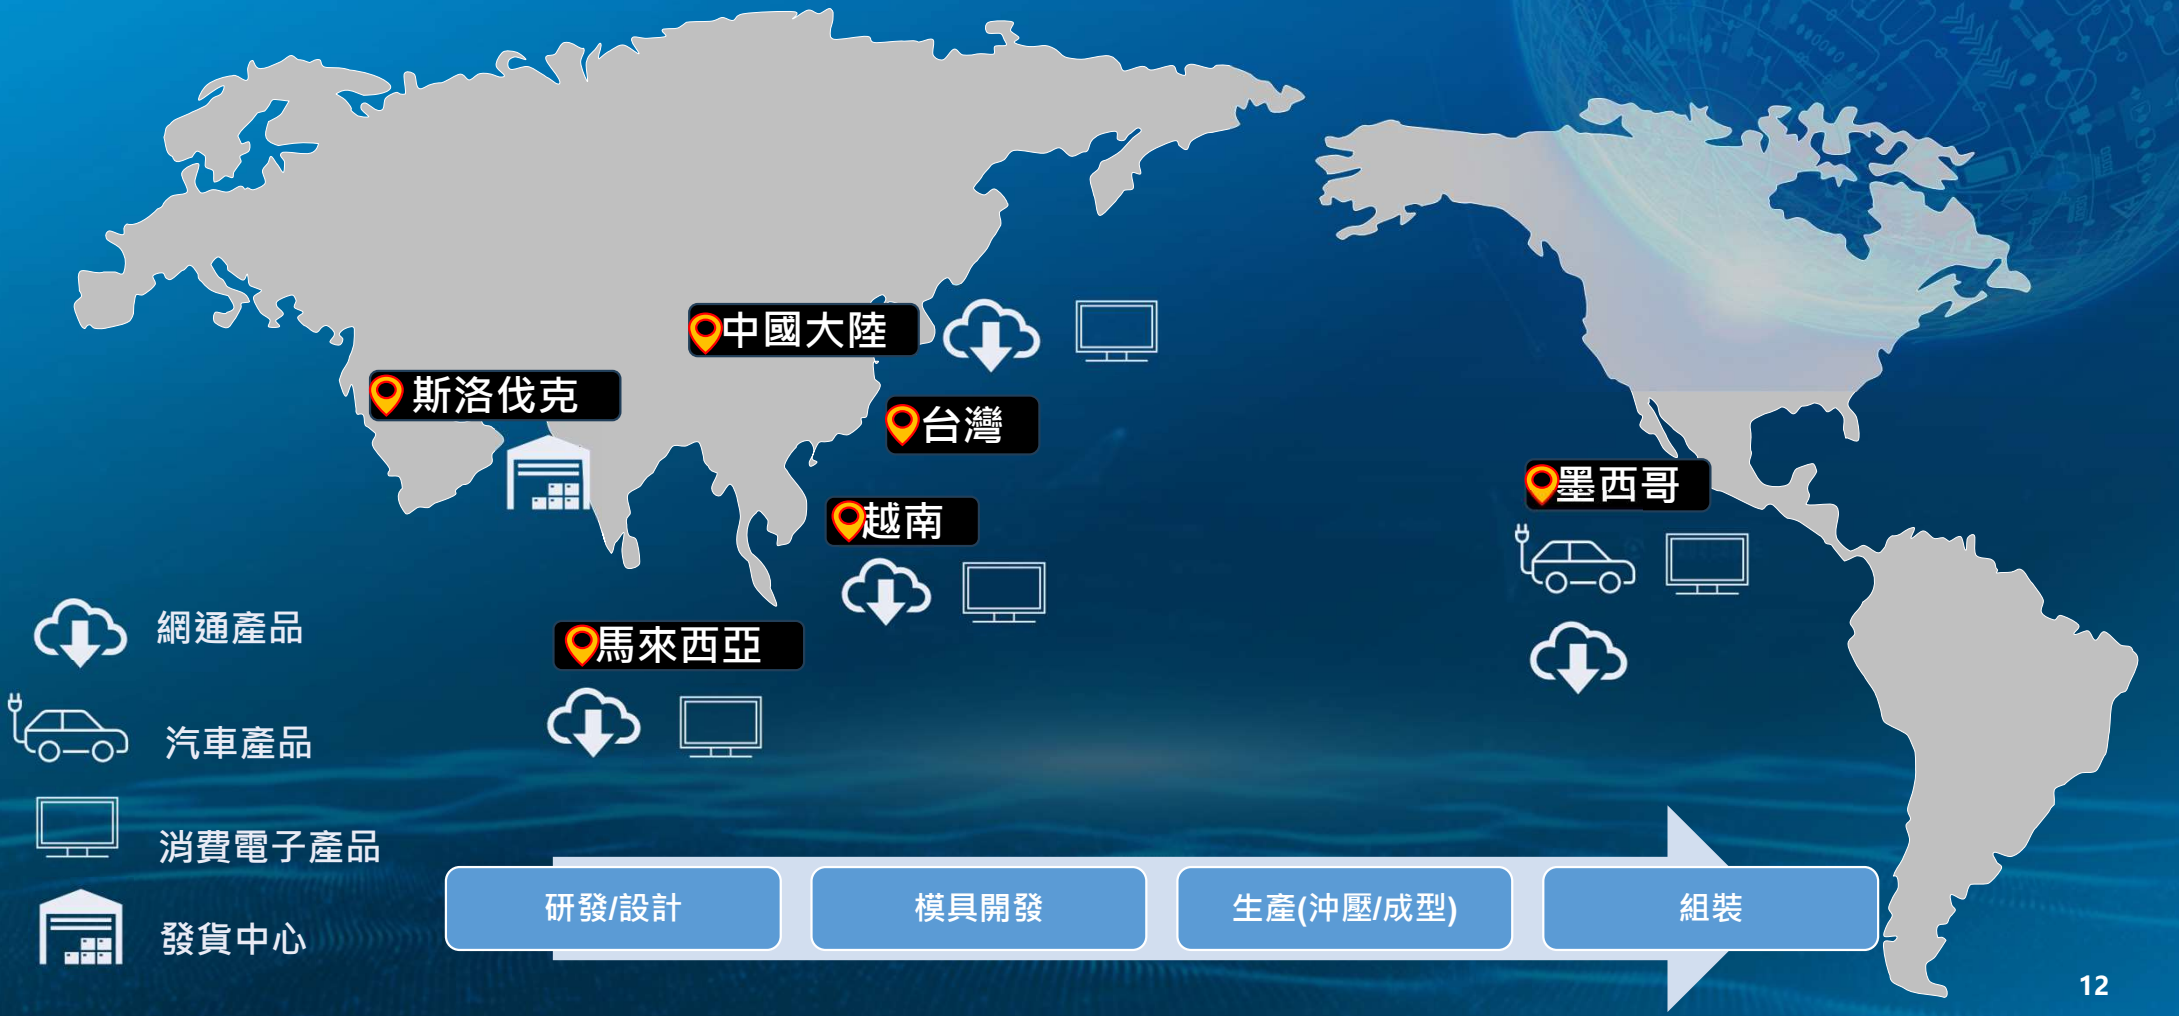 中國大陸
斯洛伐克
台灣
墨西哥
越南
馬來西亞
網通產品
汽車產品
消費電子產品
發貨中心
研發/設計
模具開發
生產(沖壓/成型)
組裝
12